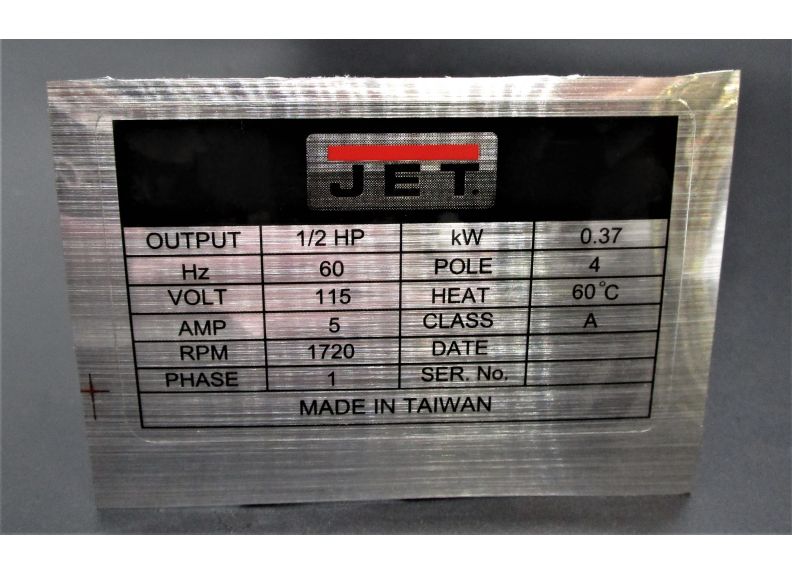 JET.
OUTPUT 1/2 HP kW 0.37
Hz 60 POLE 4
VOLT 115 HEAT 60°C
AMP 5 CLASS A
RPM 1720 DATE
PHASE 1 SER. No.
MADE IN TAIWAN